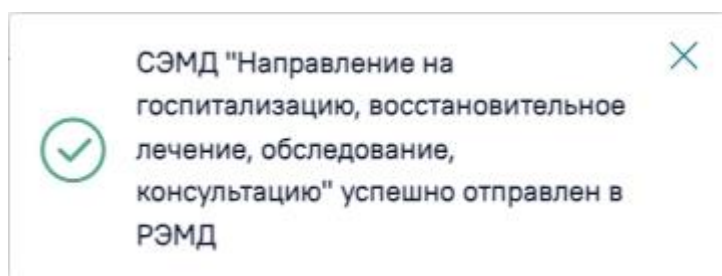 СЭМД "Направление на
госпитализацию, восстановительное
лечение, обследование,
консультацию" успешно отправлен в
РЭМД